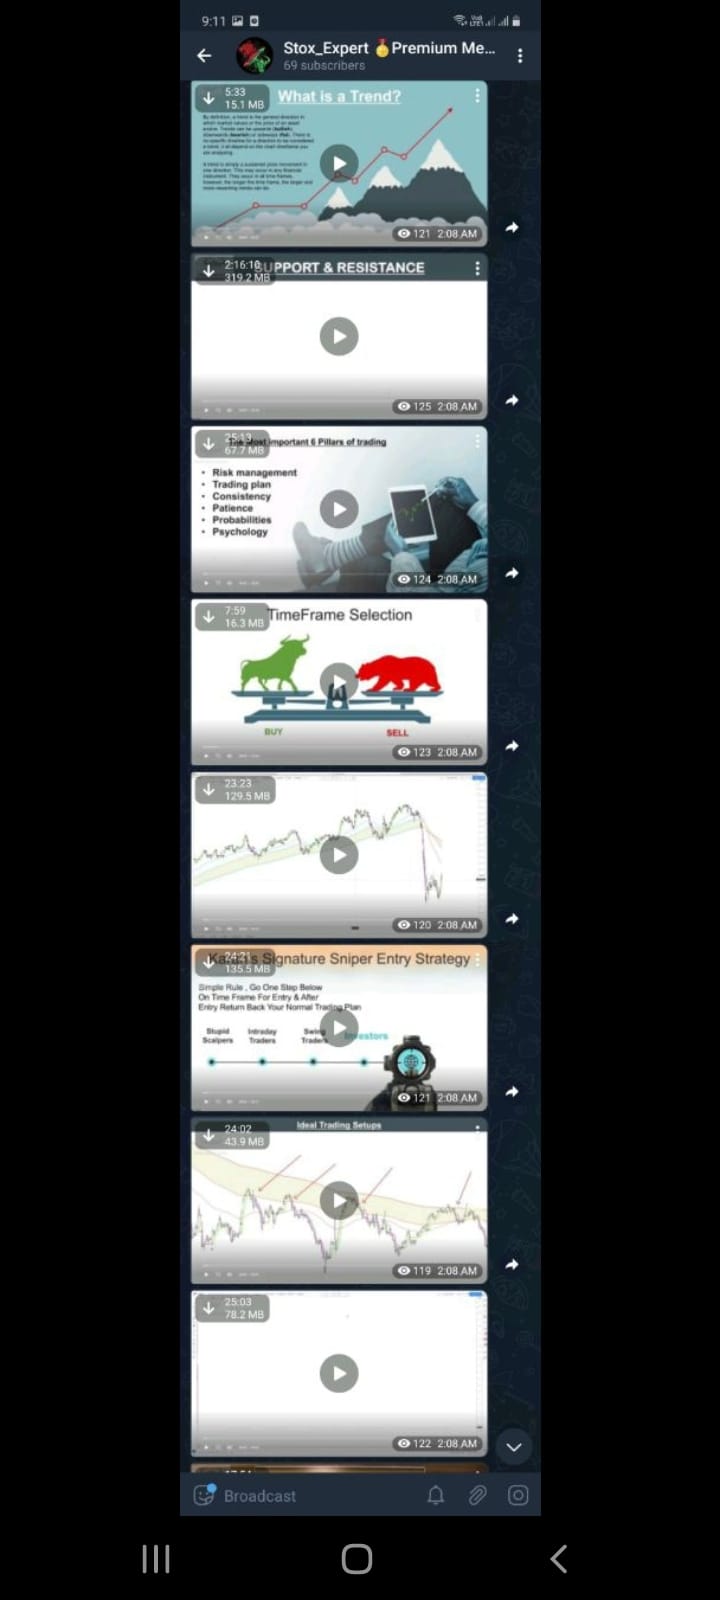 9:11
Stox_Expert 🏅Premium Me...
69 subscribers
5:33
15.1 MB
What is a Trend?
121 2:08 AM
2:16:10
319.2 MB
SUPPORT & RESISTANCE
125 2:08 AM
25:13
67.7 MB
The Most important 6 Pillars of trading
• Risk management
• Trading plan
• Consistency
• Patience
• Probabilities
• Psychology
124 2:08 AM
7:59
16.3 MB
TimeFrame Selection
BUY
SELL
123 2:08 AM
23:23
129.5 MB
120 2:08 AM
24:21
135.5 MB
Signature Sniper Entry Strategy
Simple Rule , Go One Step Below
On Time Frame For Entry & After
Entry Return Back Your Normal Trading Plan
Stupid
Scalpers
Intraday
Traders
Swing
Traders
Investors
121 2:08 AM
24:02
43.9 MB
Ideal Trading Setups
119 2:08 AM
25:03
78.2 MB
122 2:08 AM
Broadcast